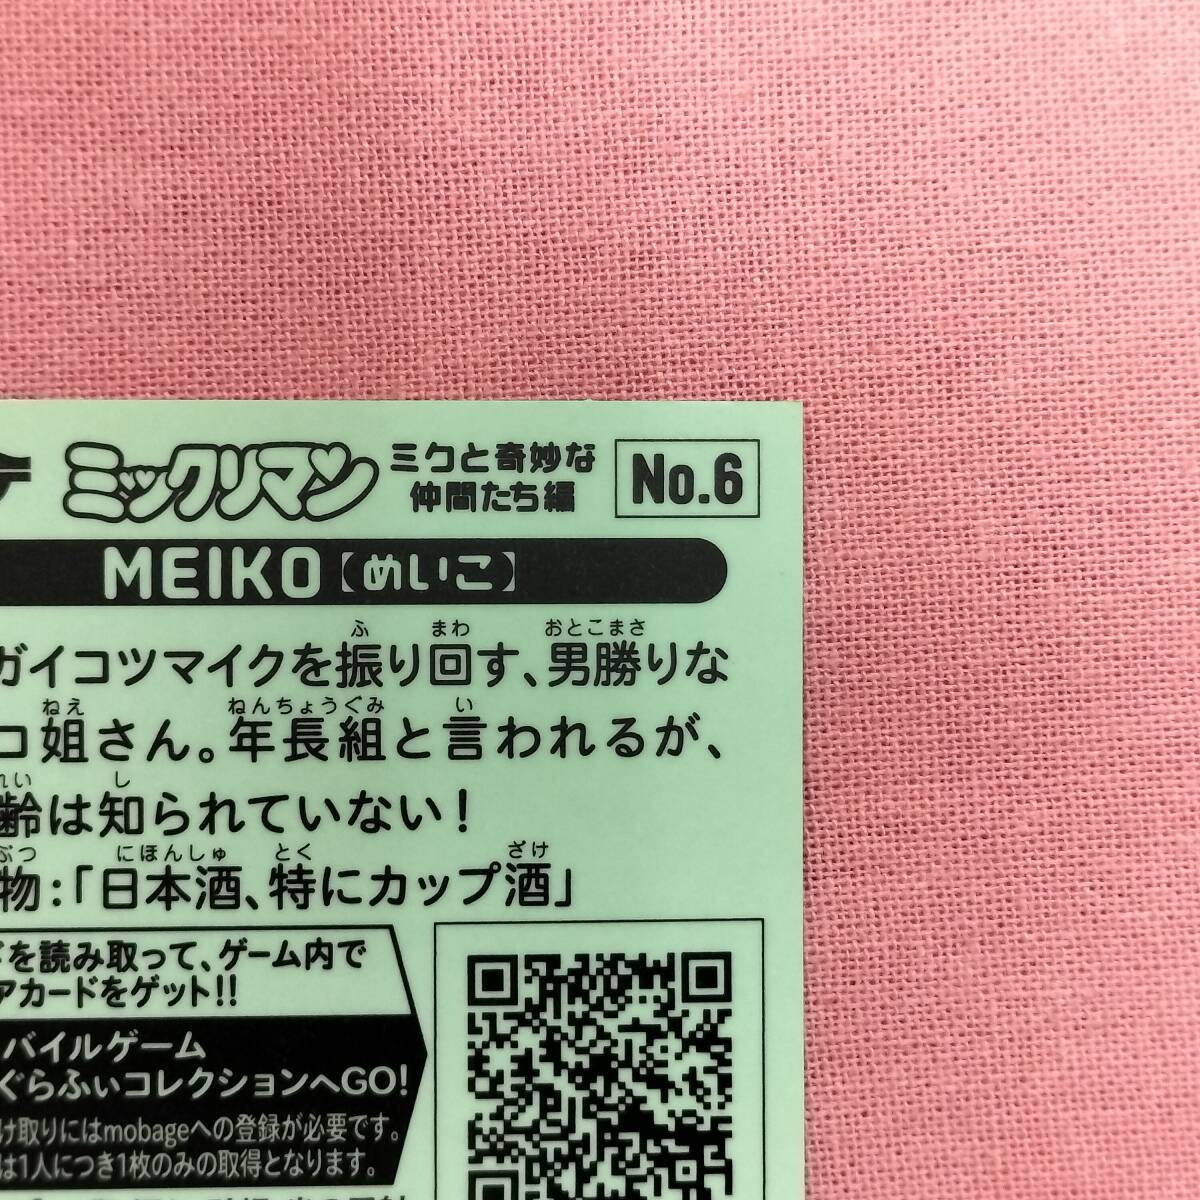 ミックリマン
ミクと奇妙な
仲間たち編
No.6
MEIKO【めいこ】
ふ まわ おとこまさ
ガイコツマイクを振り回す、男勝りな
ねえ ねんちょうぐみ い
コ姐さん。年長組と言われるが、
れい し
齢は知られていない!
ぶつ にほんしゅ とく ざけ
物:「日本酒、特にカップ酒」
を読み取って、ゲーム内で
アカードをゲット!!
バイルゲーム
ぐらふぃコレクションへGO!
け取りにはmobageへの登録が必要です。
は1人につき1枚のみの取得となります。